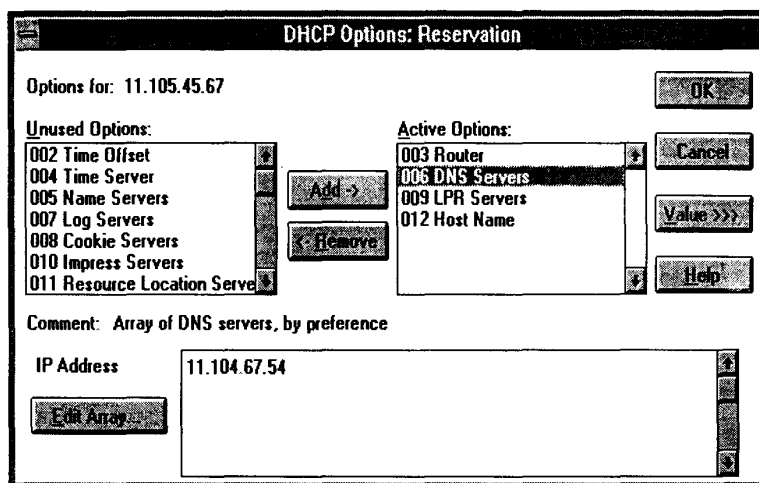 DHCP Options: Reservation
Options for: 11.105.45.67
Unused Options:
002 Time Offset
004 Time Server
005 Name Servers
007 Log Servers
008 Cookie Servers
010 Impress Servers
011 Resource Location Serve
Add ->
<- Remove
Active Options:
003 Router
006 DNS Servers
009 LPR Servers
012 Host Name
OK
Cancel
Value >>>
Help
Comment: Array of DNS servers, by preference
IP Address
11.104.67.54
Edit Array...